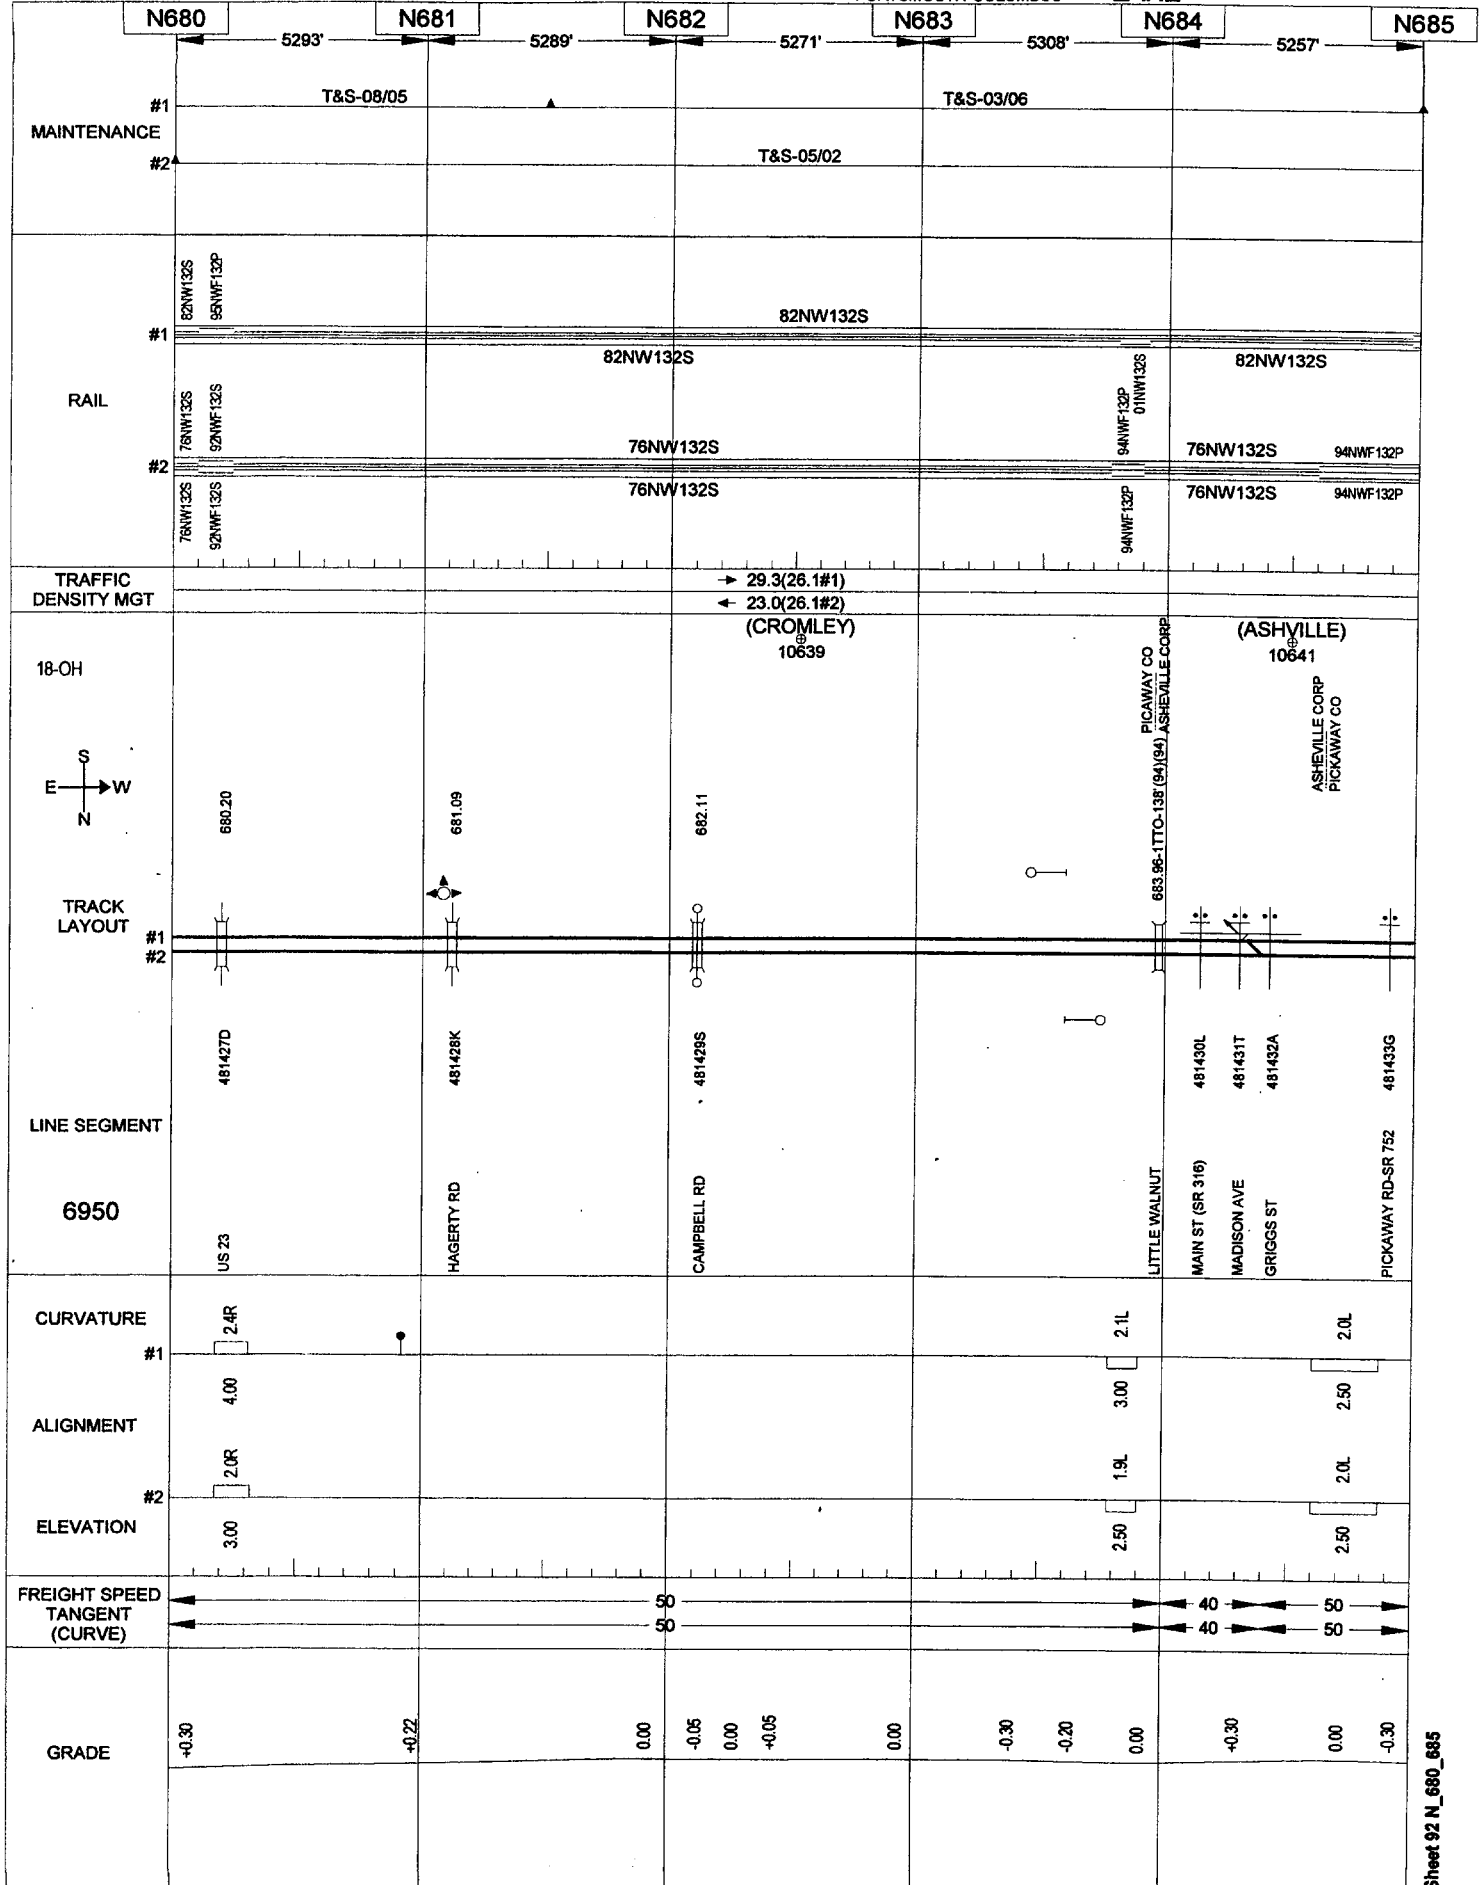 N680 N681 N682 N683 N684 N685
5293' 5289' 5271' 5308' 5257'
T&S-08/05 T&S-03/06
#1
MAINTENANCE
#2
T&S-05/02
82NW132S
95NWF132P
82NW132S
#1
82NW132S
82NW132S
RAIL
76NW132S
92NWF132S
94NWF132P
01NW132S
76NW132S
76NW132S
94NWF132P
#2
76NW132S
76NW132S
94NWF132P
76NW132S
92NWF132S
94NWF132P
TRAFFIC
DENSITY MGT
29.3(26.1#1)
23.0(26.1#2)
(CROMLEY)
10639
(ASHVILLE)
10641
18-OH
PICAWAY CO
ASHEVILLE CORP
ASHEVILLE CORP
PICKAWAY CO
S
E W
N
680.20
681.09
682.11
683.96-1TTO-138'(94)(94)
TRACK
LAYOUT
#1
#2
481427D
481428K
481429S
481430L
481431T
481432A
481433G
LINE SEGMENT
6950
US 23
HAGERTY RD
CAMPBELL RD
LITTLE WALNUT
MAIN ST (SR 316)
MADISON AVE
GRIGGS ST
PICKAWAY RD-SR 752
CURVATURE
#1
2.4R
2.1L
2.0L
4.00
3.00
2.50
ALIGNMENT
2.0R
1.9L
2.0L
#2
ELEVATION
3.00
2.50
2.50
FREIGHT SPEED
TANGENT
(CURVE)
50 40 50
50 40 50
GRADE
+0.30
+0.22
0.00
-0.05
0.00
+0.05
0.00
-0.30
-0.20
0.00
+0.30
0.00
-0.30
Sheet 92 N_680_685